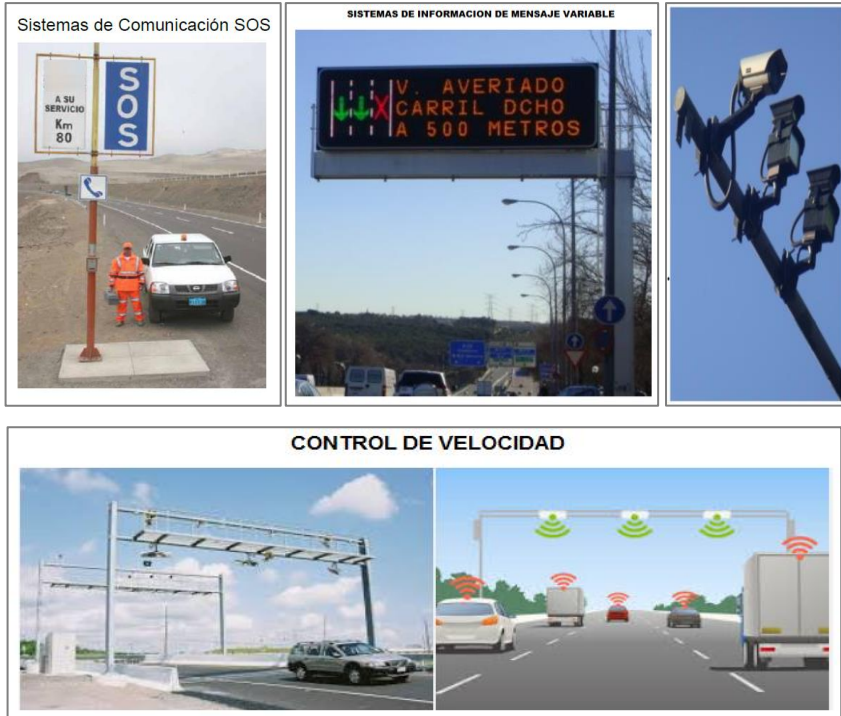 Sistemas de Comunicación SOS
A SU
SERVICIO
Km
80
SOS
SISTEMAS DE INFORMACION DE MENSAJE VARIABLE
V. AVERIADO
CARRIL DCHO
A 500 METROS
CONTROL DE VELOCIDAD